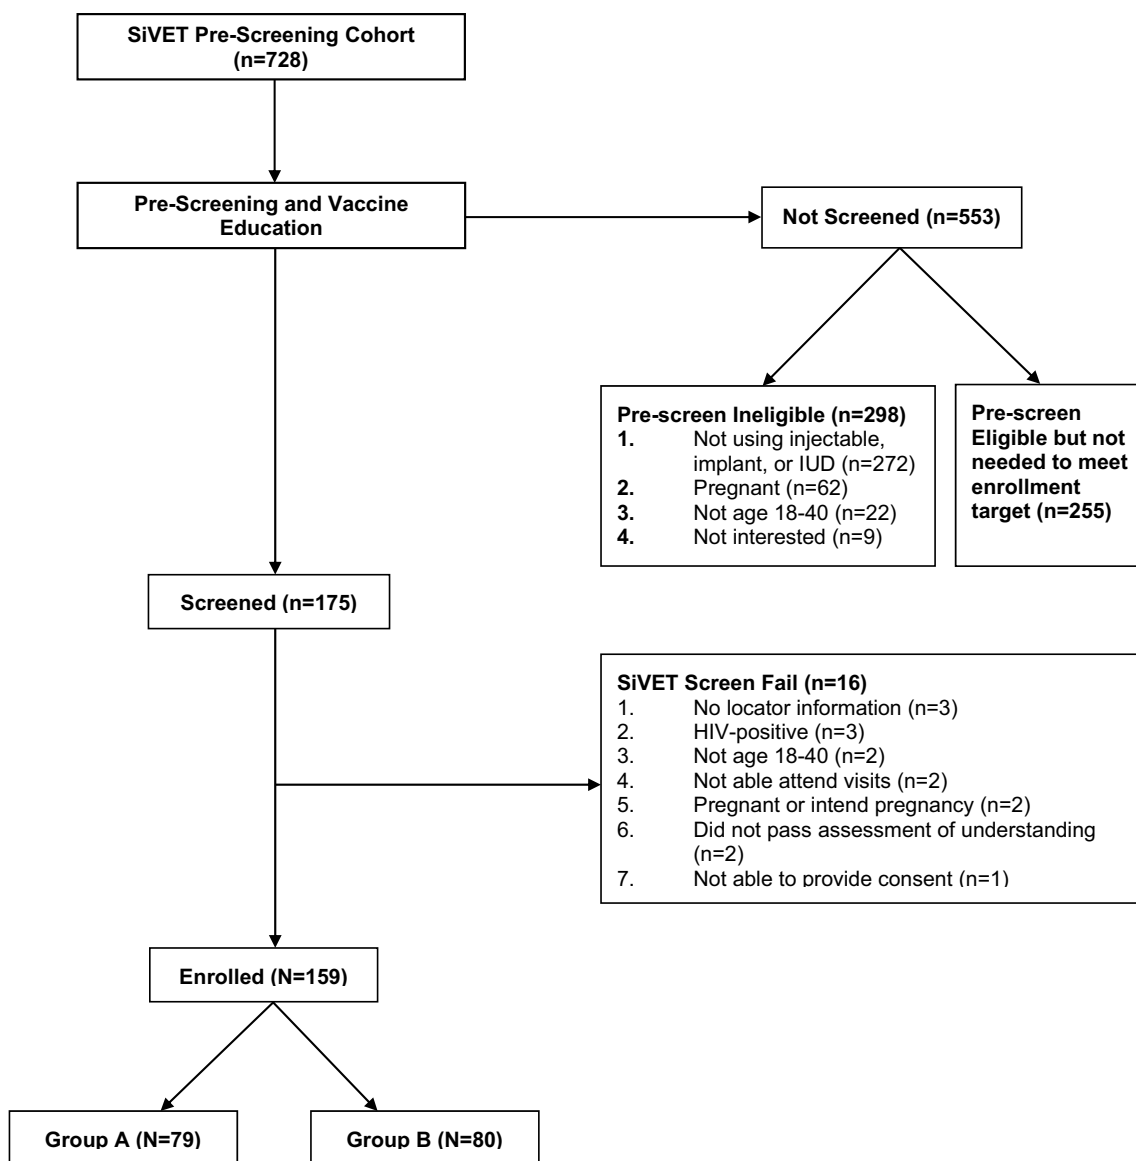 SiVET Pre-Screening Cohort
(n=728)
Pre-Screening and Vaccine
Education
Not Screened (n=553)
Pre-screen Ineligible (n=298)
1. Not using injectable,
implant, or IUD (n=272)
2. Pregnant (n=62)
3. Not age 18-40 (n=22)
4. Not interested (n=9)
Pre-screen
Eligible but not
needed to meet
enrollment
target (n=255)
Screened (n=175)
SiVET Screen Fail (n=16)
1. No locator information (n=3)
2. HIV-positive (n=3)
3. Not age 18-40 (n=2)
4. Not able attend visits (n=2)
5. Pregnant or intend pregnancy (n=2)
6. Did not pass assessment of understanding
(n=2)
7. Not able to provide consent (n=1)
Enrolled (N=159)
Group A (N=79)
Group B (N=80)